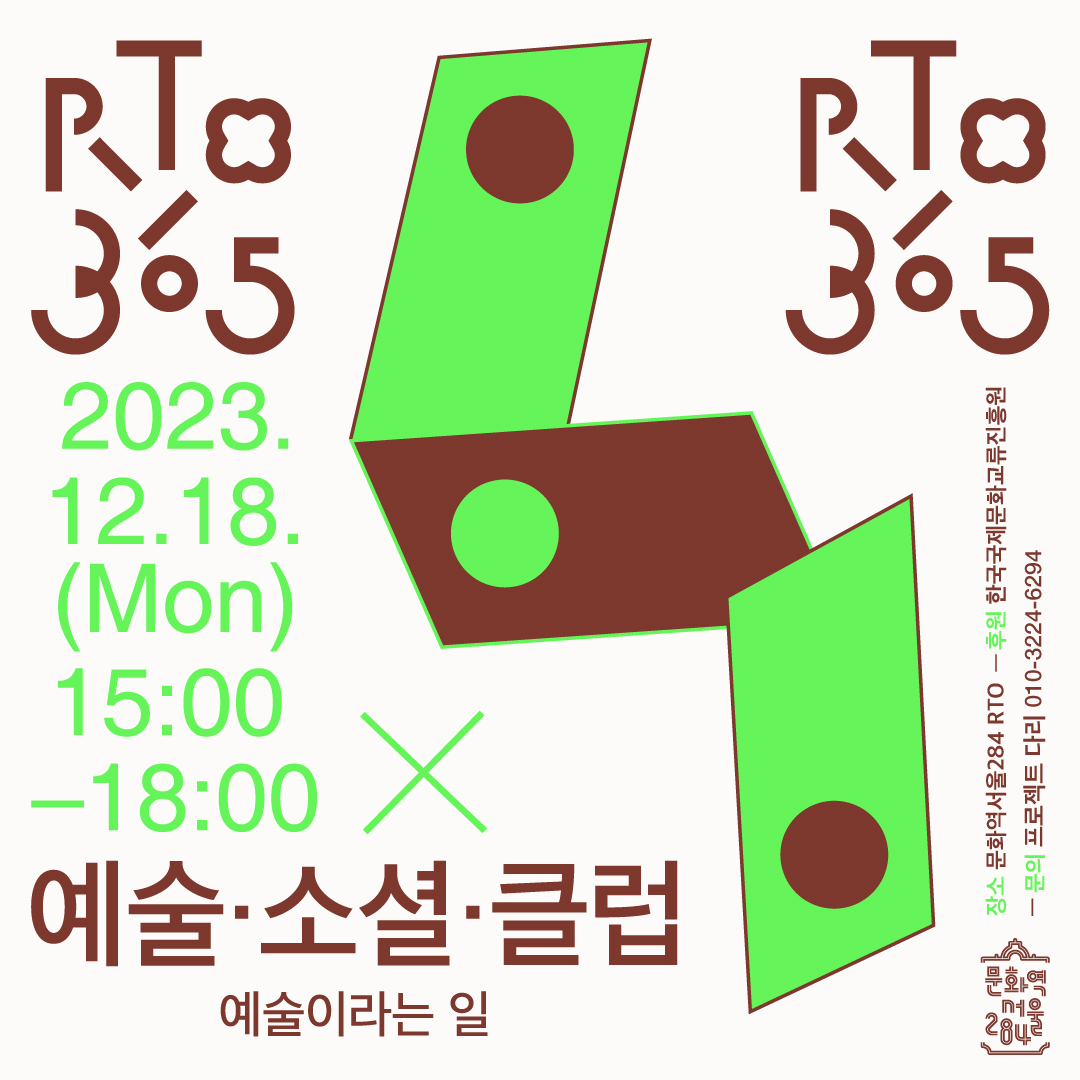 RTO
365
RTO
365
2023.
12.18.
(Mon)
15:00
–18:00
예술·소셜·클럽
예술이라는 일
장소 문화역서울284 RTO — 후원 한국국제문화교류진흥원
— 문의 프로젝트 다리 010-3224-6294